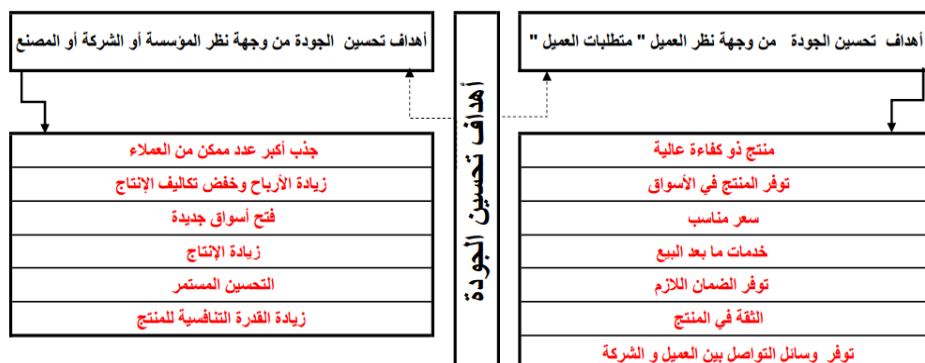 أهداف تحسين الجودة من وجهة نظر العميل " متطلبات العميل "
منتج ذو كفاءة عالية
توفر المنتج في الأسواق
سعر مناسب
خدمات ما بعد البيع
توفر الضمان اللازم
الثقة في المنتج
توفر وسائل التواصل بين العميل و الشركة
أهداف تحسين الجودة
أهداف تحسين الجودة من وجهة نظر المؤسسة أو الشركة أو المصنع
جذب أكبر عدد ممكن من العملاء
زيادة الأرباح وخفض تكاليف الإنتاج
فتح أسواق جديدة
زيادة الإنتاج
التحسين المستمر
زيادة القدرة التنافسية للمنتج